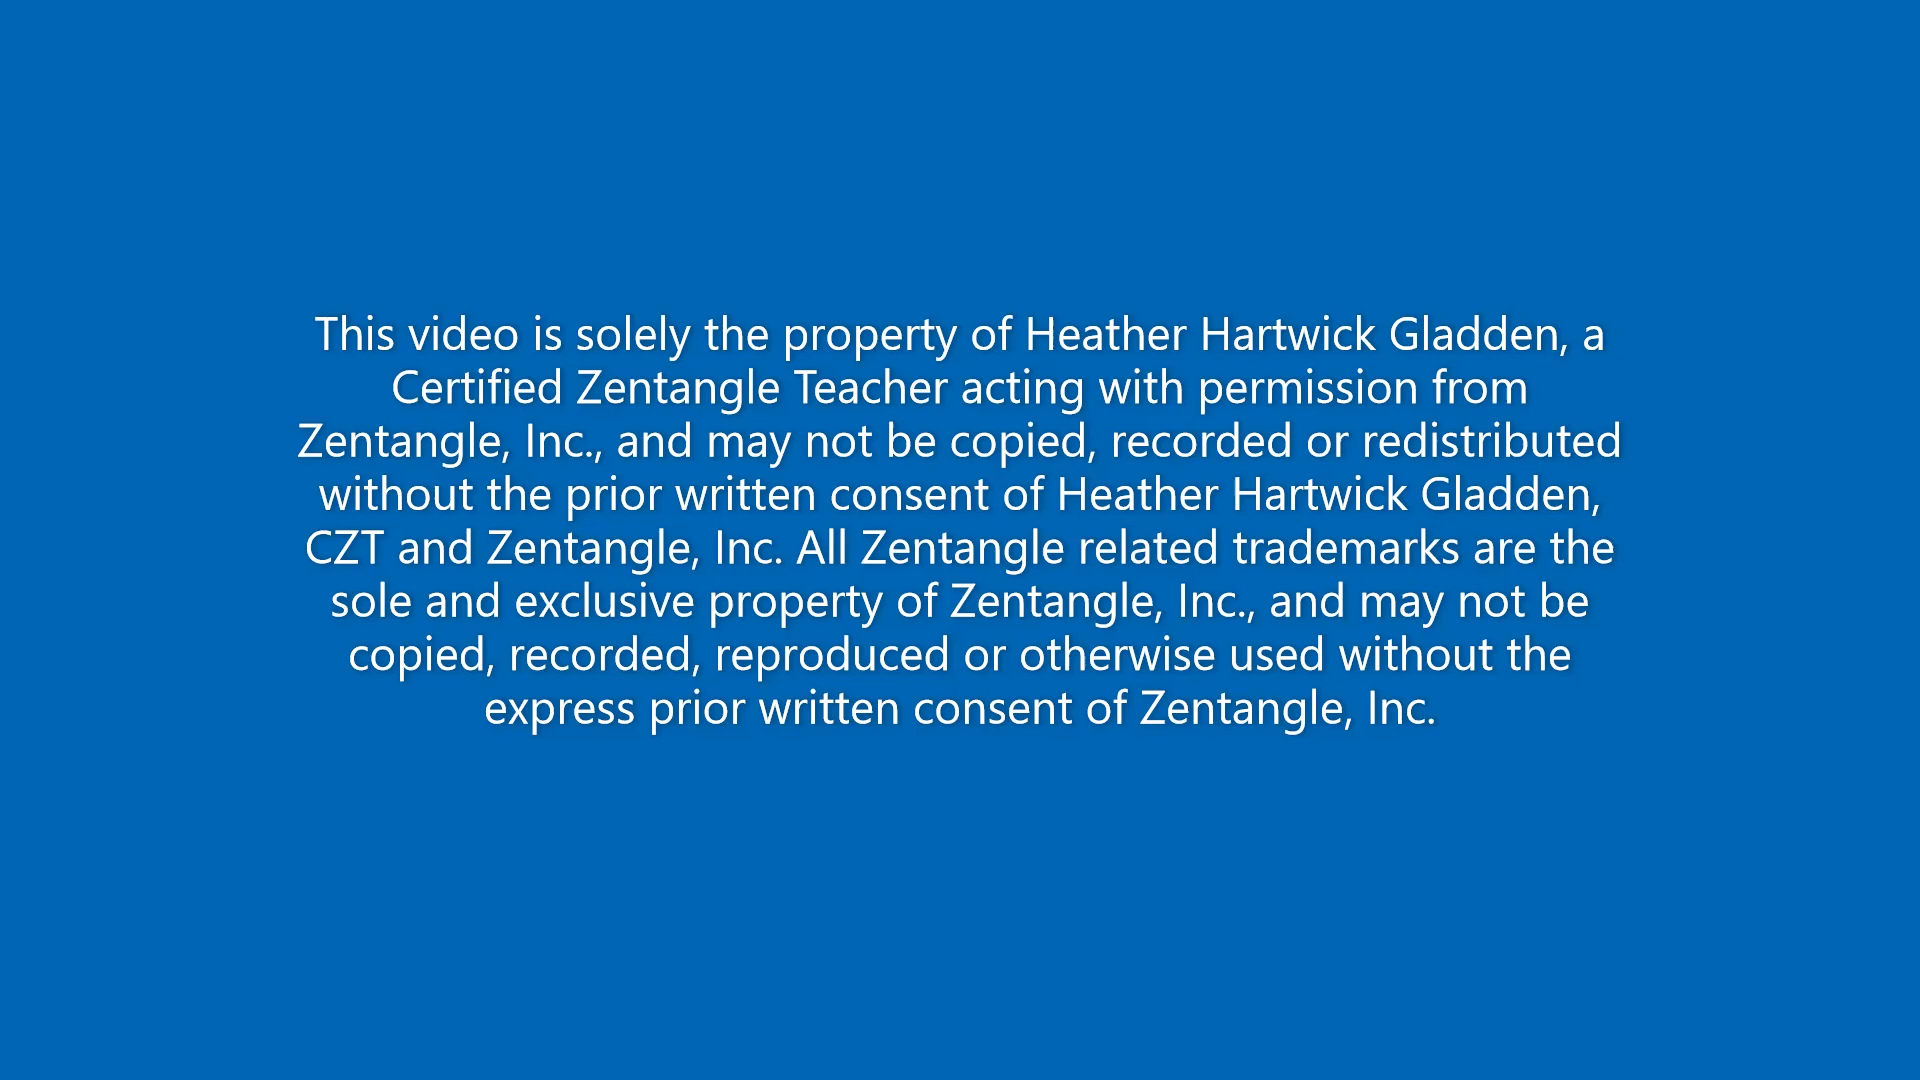 This video is solely the property of Heather Hartwick Gladden, a
Certified Zentangle Teacher acting with permission from
Zentangle, Inc., and may not be copied, recorded or redistributed
without the prior written consent of Heather Hartwick Gladden,
CZT and Zentangle, Inc. All Zentangle related trademarks are the
sole and exclusive property of Zentangle, Inc., and may not be
copied, recorded, reproduced or otherwise used without the
express prior written consent of Zentangle, Inc.